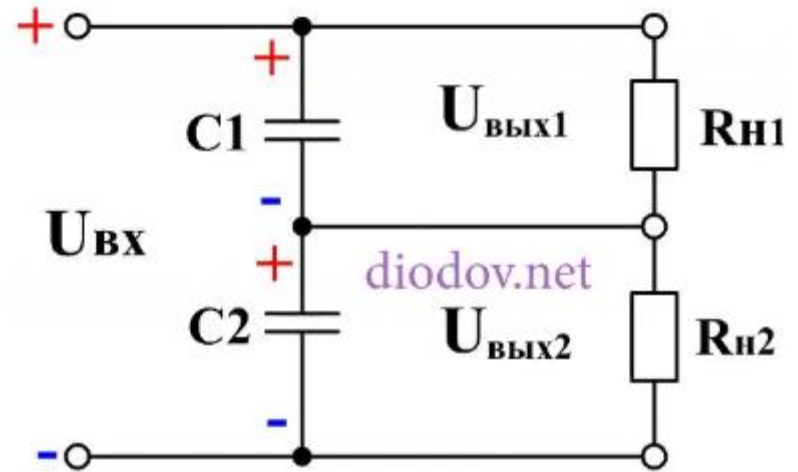 +
+
C1
Uвых1
Rн1
-
Uвх
+
diodov.net
C2
Uвых2
Rн2
-
-